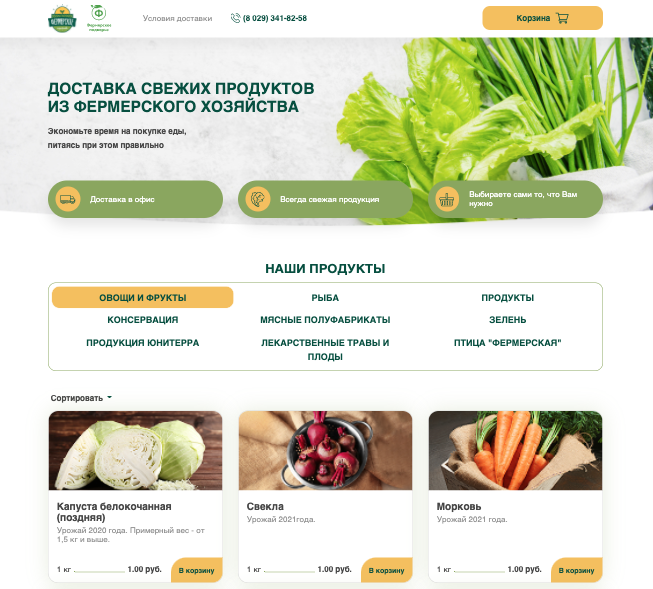 Фермерское
подворье
Условия доставки
(8 029) 341-82-58
Корзина
ДОСТАВКА СВЕЖИХ ПРОДУКТОВ
ИЗ ФЕРМЕРСКОГО ХОЗЯЙСТВА
Экономьте время на покупке еды,
питаясь при этом правильно
Доставка в офис
Всегда свежая продукция
Выбираете сами то, что Вам
нужно
НАШИ ПРОДУКТЫ
ОВОЩИ И ФРУКТЫ
РЫБА
ПРОДУКТЫ
КОНСЕРВАЦИЯ
МЯСНЫЕ ПОЛУФАБРИКАТЫ
ЗЕЛЕНЬ
ПРОДУКЦИЯ ЮНИТЕРРА
ЛЕКАРСТВЕННЫЕ ТРАВЫ И
ПЛОДЫ
ПТИЦА "ФЕРМЕРСКАЯ"
Сортировать
Капуста белокочанная
(поздняя)
Урожай 2020 года. Примерный вес - от
1,5 кг и выше.
1 кг 1.00 руб.
В корзину
Свекла
Урожай 2021года.
1 кг 1.00 руб.
В корзину
Морковь
Урожай 2021 года.
1 кг 1.00 руб.
В корзину